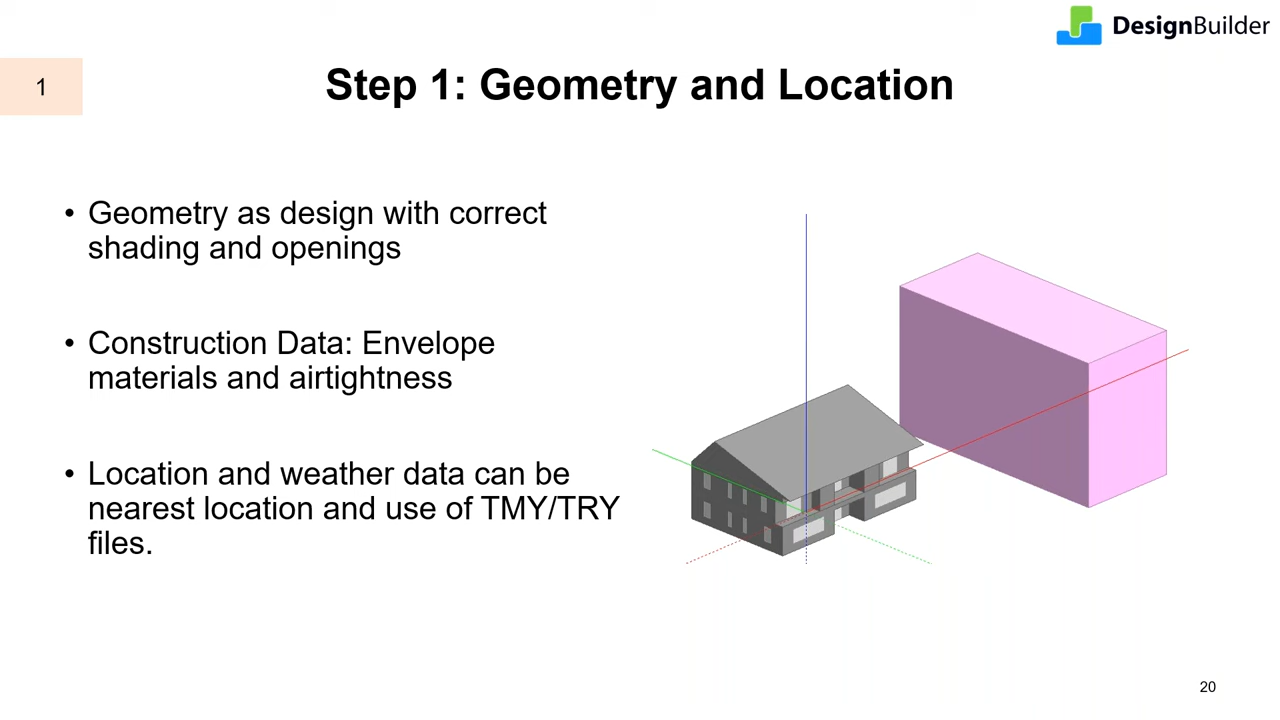 DesignBuilder
1
Step 1: Geometry and Location
• Geometry as design with correct
shading and openings
• Construction Data: Envelope
materials and airtightness
• Location and weather data can be
nearest location and use of TMY/TRY
files.
20